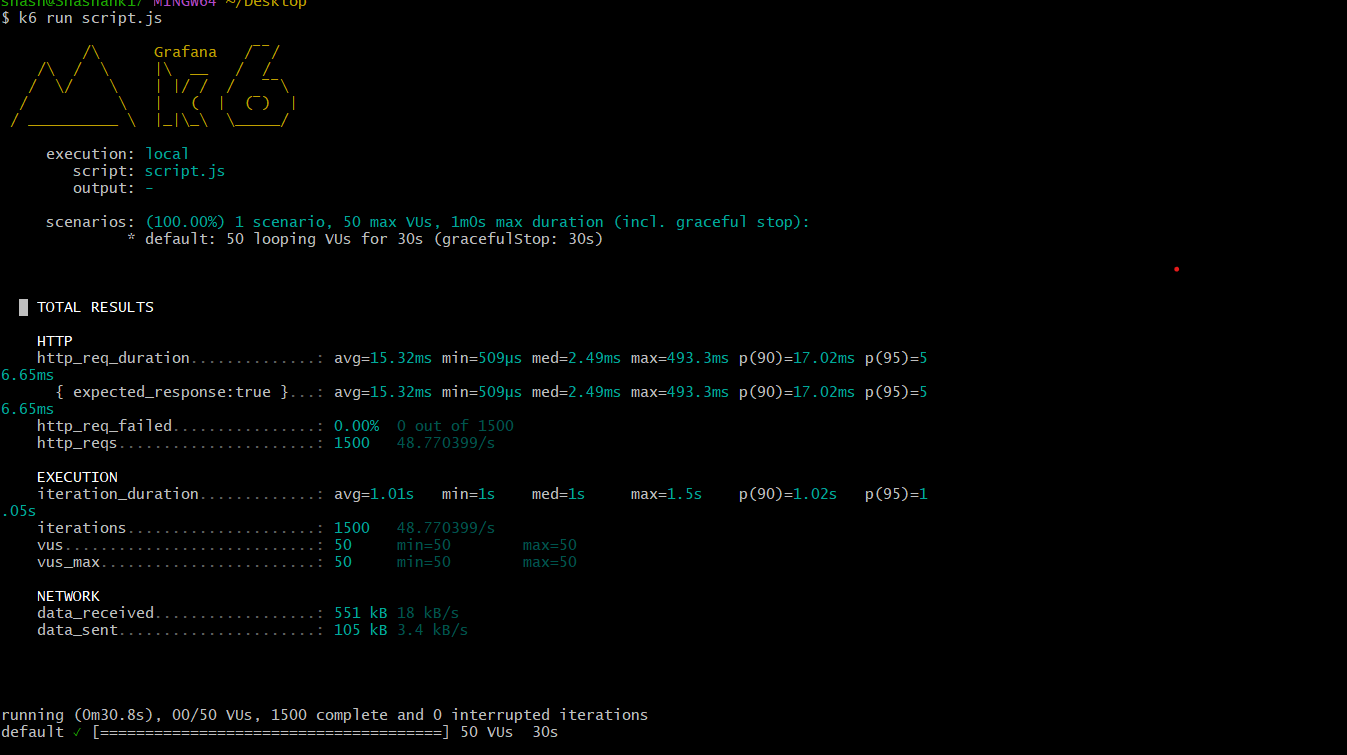 shash@Shashank17 MINGW64 ~/Desktop
$ k6 run script.js
Grafana
execution: local
script: script.js
output: -
scenarios: (100.00%) 1 scenario, 50 max VUs, 1m0s max duration (incl. graceful stop):
* default: 50 looping VUs for 30s (gracefulStop: 30s)
TOTAL RESULTS
HTTP
http_req_duration..............: avg=15.32ms min=509µs med=2.49ms max=493.3ms p(90)=17.02ms p(95)=5
6.65ms
{ expected_response:true }...: avg=15.32ms min=509µs med=2.49ms max=493.3ms p(90)=17.02ms p(95)=5
6.65ms
http_req_failed................: 0.00% 0 out of 1500
http_reqs......................: 1500 48.770399/s
EXECUTION
iteration_duration.............: avg=1.01s min=1s med=1s max=1.5s p(90)=1.02s p(95)=1
.05s
iterations.....................: 1500 48.770399/s
vus............................: 50 min=50 max=50
vus_max........................: 50 min=50 max=50
NETWORK
data_received..................: 551 kB 18 kB/s
data_sent......................: 105 kB 3.4 kB/s
running (0m30.8s), 00/50 VUs, 1500 complete and 0 interrupted iterations
default ✓ [======================================] 50 VUs 30s